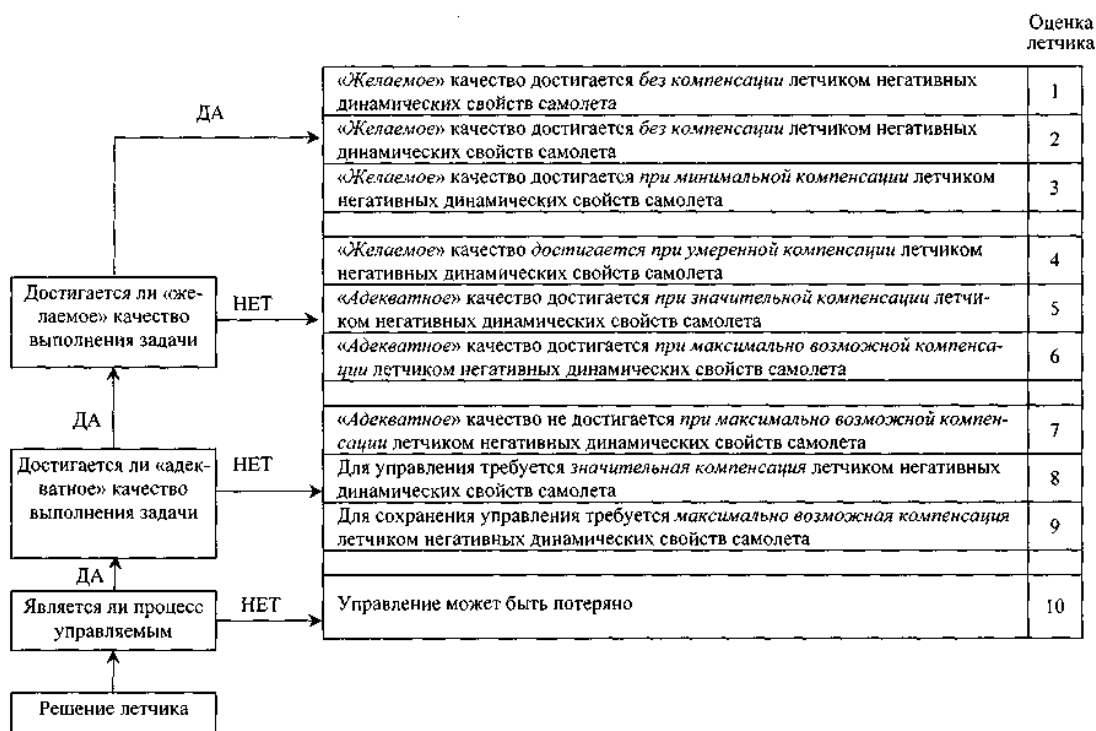 Оценка
летчика
«Желаемое» качество достигается без компенсации летчиком негативных
динамических свойств самолета
1
ДА
«Желаемое» качество достигается без компенсации летчиком негативных
динамических свойств самолета
2
«Желаемое» качество достигается при минимальной компенсации летчиком
негативных динамических свойств самолета
3
«Желаемое» качество достигается при умеренной компенсации летчиком
негативных динамических свойств самолета
4
Достигается ли «же-
лаемое» качество
выполнения задачи
НЕТ
«Адекватное» качество достигается при значительной компенсации летчи-
ком негативных динамических свойств самолета
5
«Адекватное» качество достигается при максимально возможной компенса-
ции летчиком негативных динамических свойств самолета
6
ДА
«Адекватное» качество не достигается при максимально возможной компен-
сации летчиком негативных динамических свойств самолета
7
Достигается ли «адек-
ватное» качество
выполнения задачи
НЕТ
Для управления требуется значительная компенсация летчиком негативных
динамических свойств самолета
8
Для сохранения управления требуется максимально возможная компенсация
летчиком негативных динамических свойств самолета
9
ДА
Является ли процесс
управляемым
НЕТ
Управление может быть потеряно
10
Решение летчика